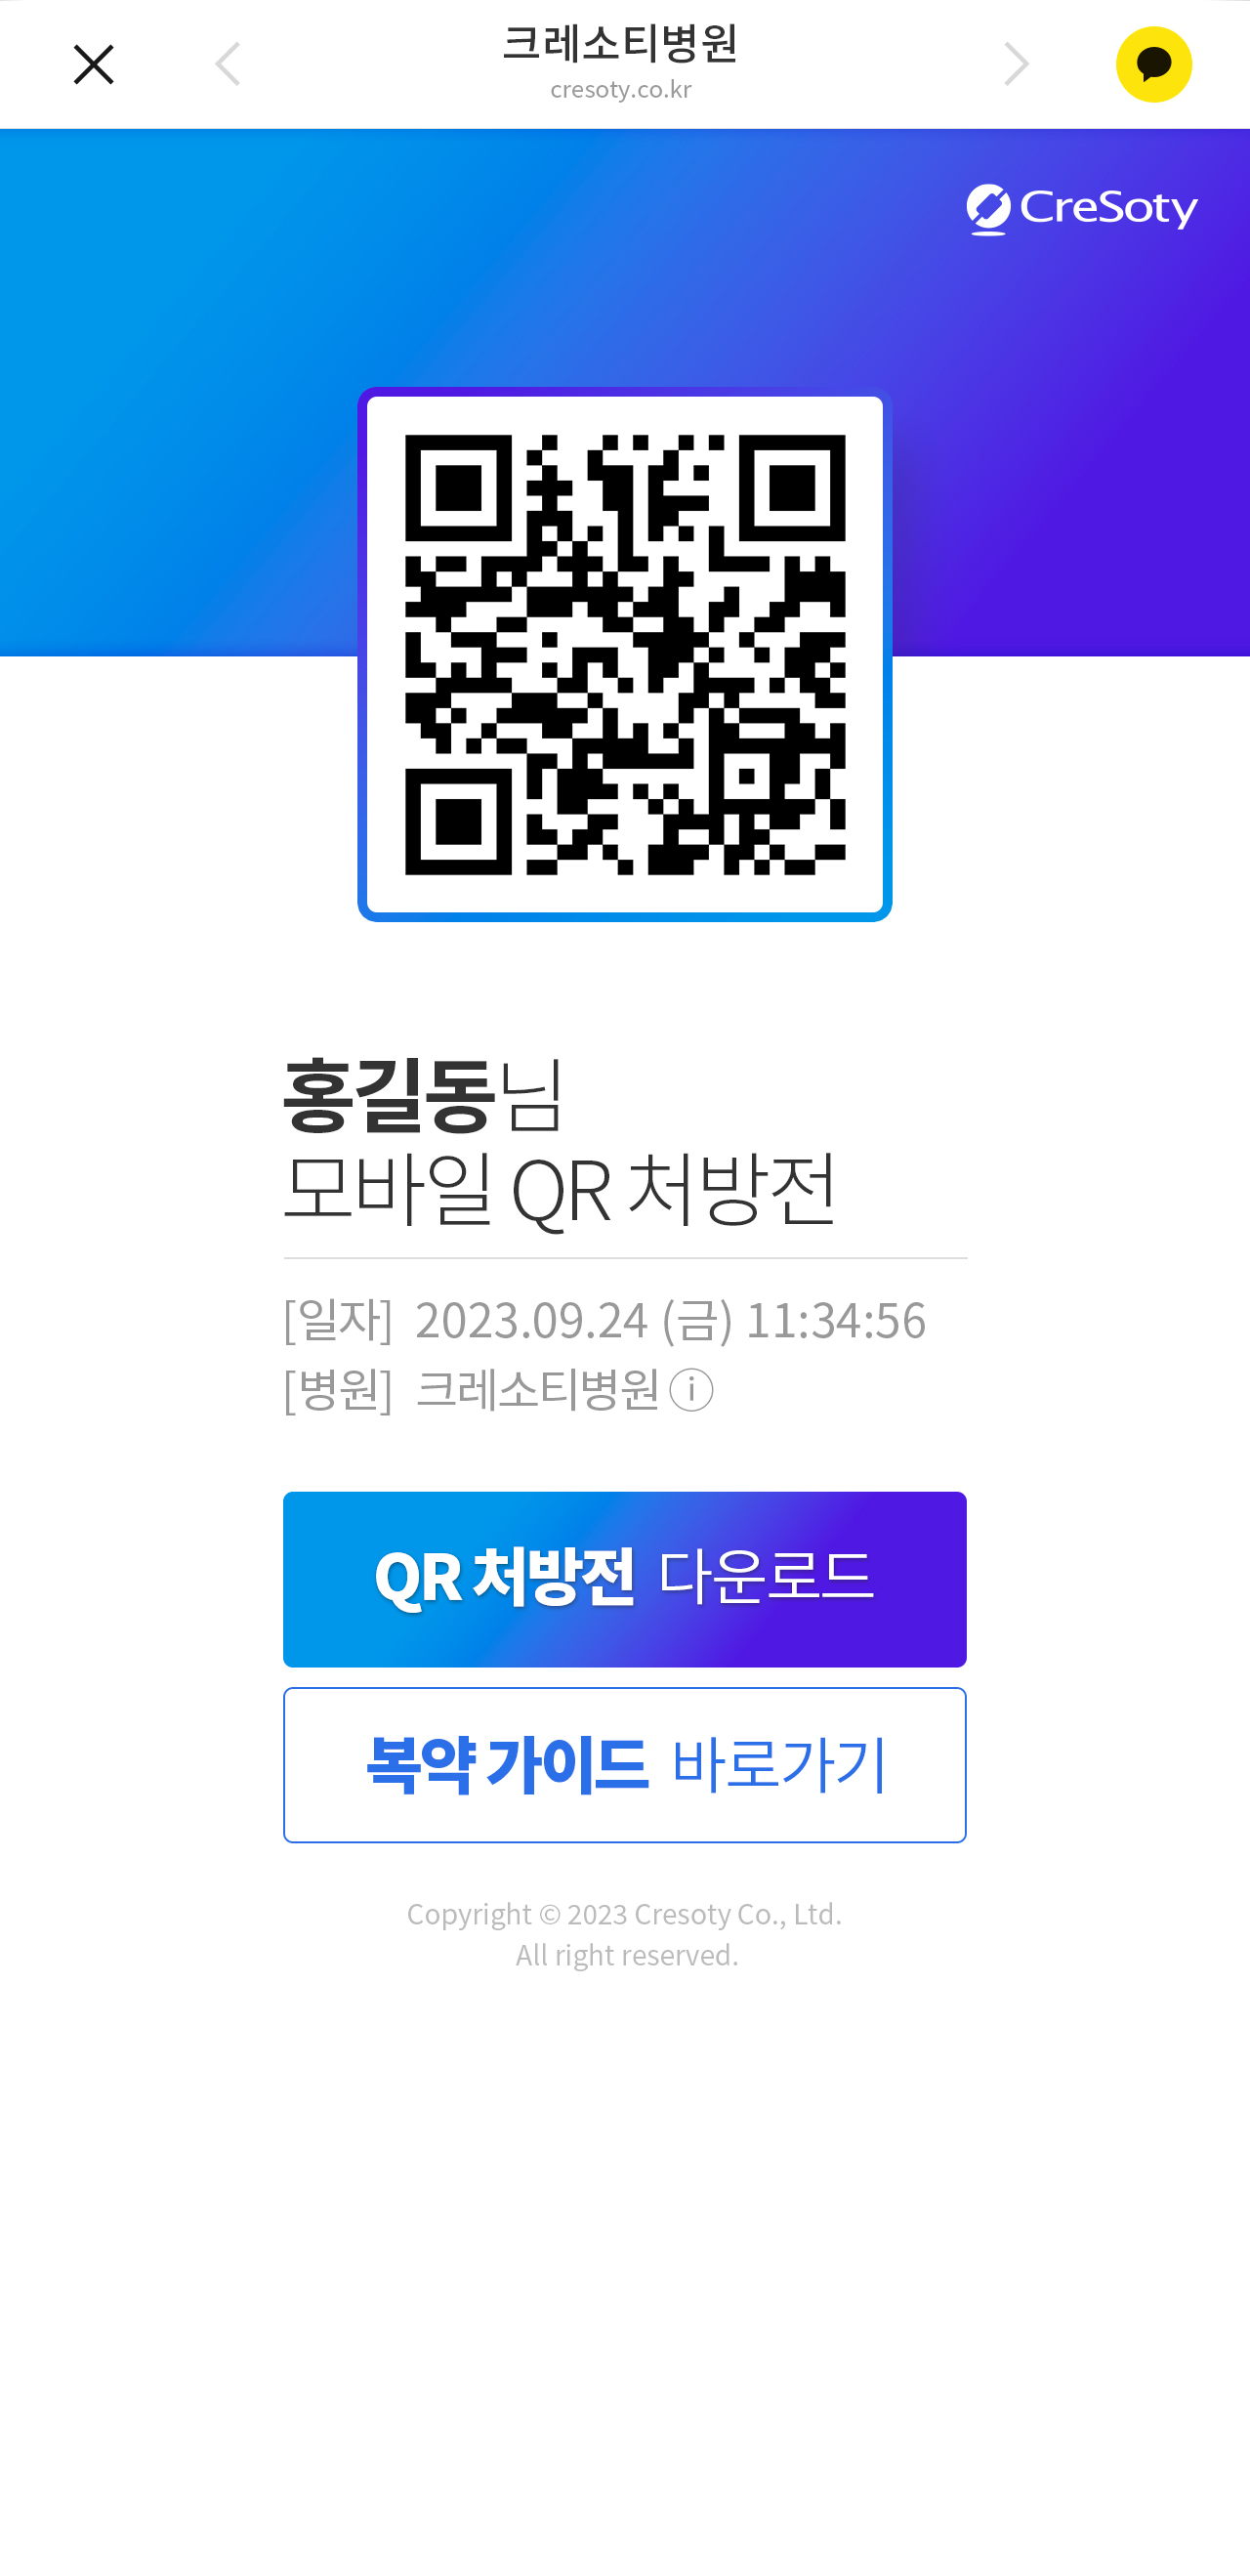 크레소티병원
cresoty.co.kr
CreSoty
홍길동님
모바일 QR 처방전
[일자] 2023.09.24 (금) 11:34:56
[병원] 크레소티병원 ⓘ
QR 처방전 다운로드
복약 가이드 바로가기
Copyright © 2023 Cresoty Co., Ltd.
All right reserved.